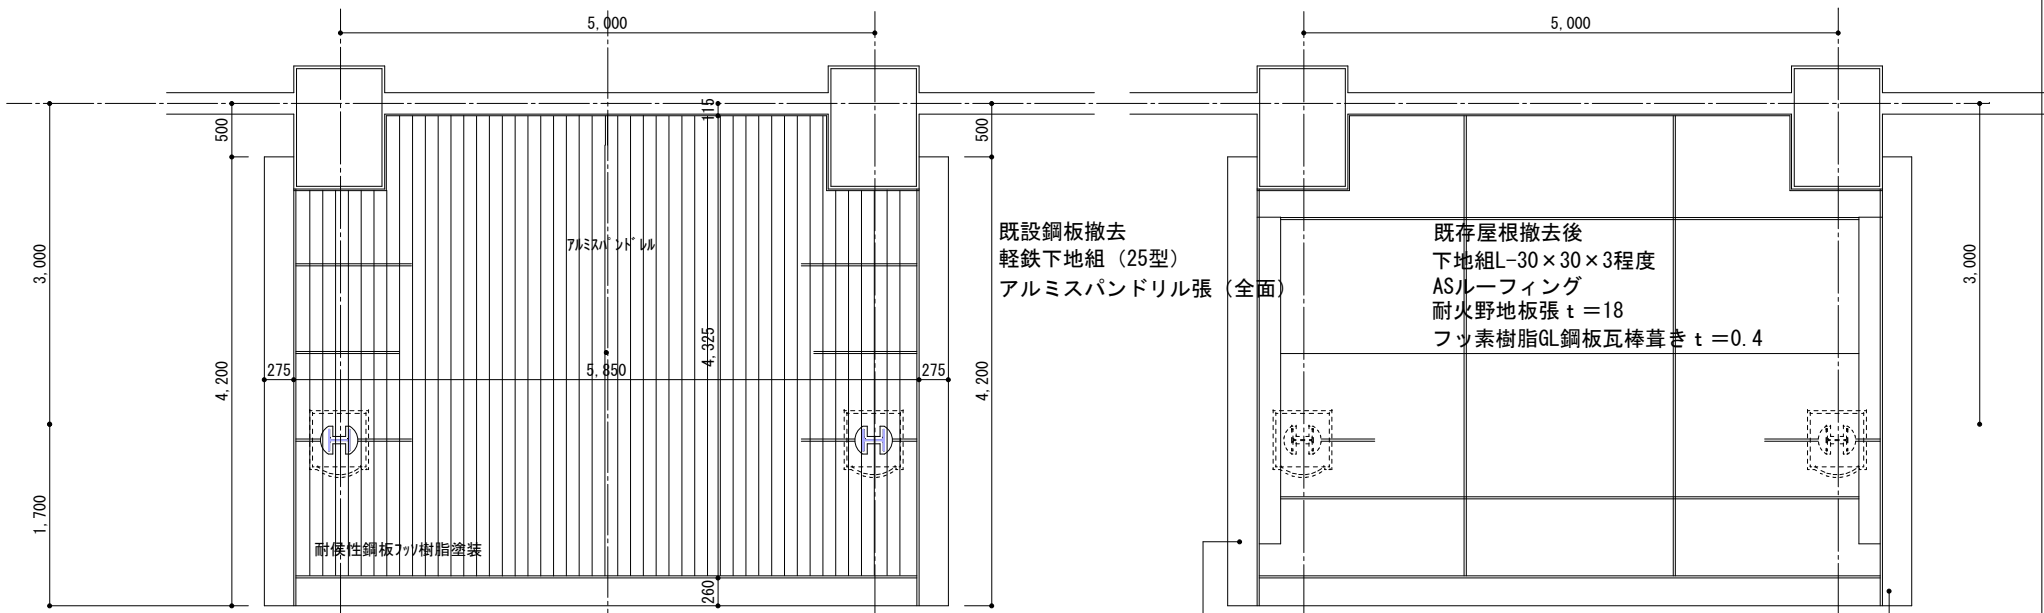 5,000
5,000
115
500
500
アルミスパンドレル
3,000
既設鋼板撤去
軽鉄下地組（25型）
アルミスパンドリル張（全面）
既存屋根撤去後
下地組L-30×30×3程度
ASルーフィング
耐火野地板張ｔ＝18
フッ素樹脂GL鋼板瓦棒葺きｔ＝0.4
3,000
4,325
275
5,850
275
4,200
4,200
1,700
耐侯性鋼板フッソ樹脂塗装
260